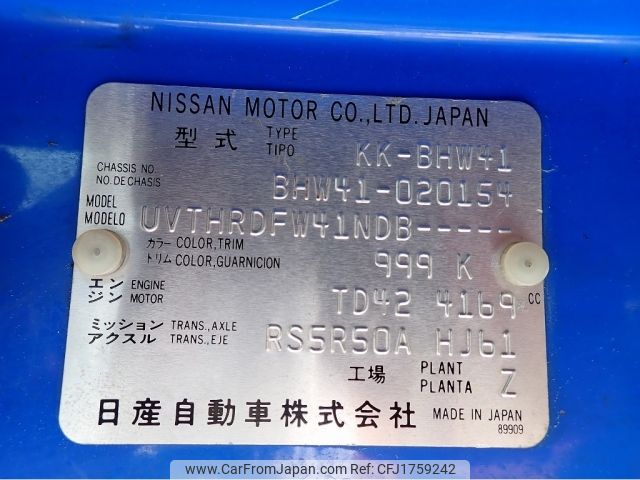 NISSAN MOTOR CO.,LTD.JAPAN
型式 TYPE TIPO KK-BHW41
CHASSIS NO. NO. DE CHASIS BHW41-020154
MODEL MODELO UVTHRDFW41NDB-----
カラー COLOR,TRIM
トリム COLOR,GUARNICION 999 K
エンジン ENGINE MOTOR TD42 4169 CC
ミッション TRANS.,AXLE
アクスル TRANS.,EJE RS5R50A HJ61
工場 PLANT PLANTA Z
日産自動車株式会社 MADE IN JAPAN
89909
www.CarFromJapan.com - Ref No: CFJ1759242